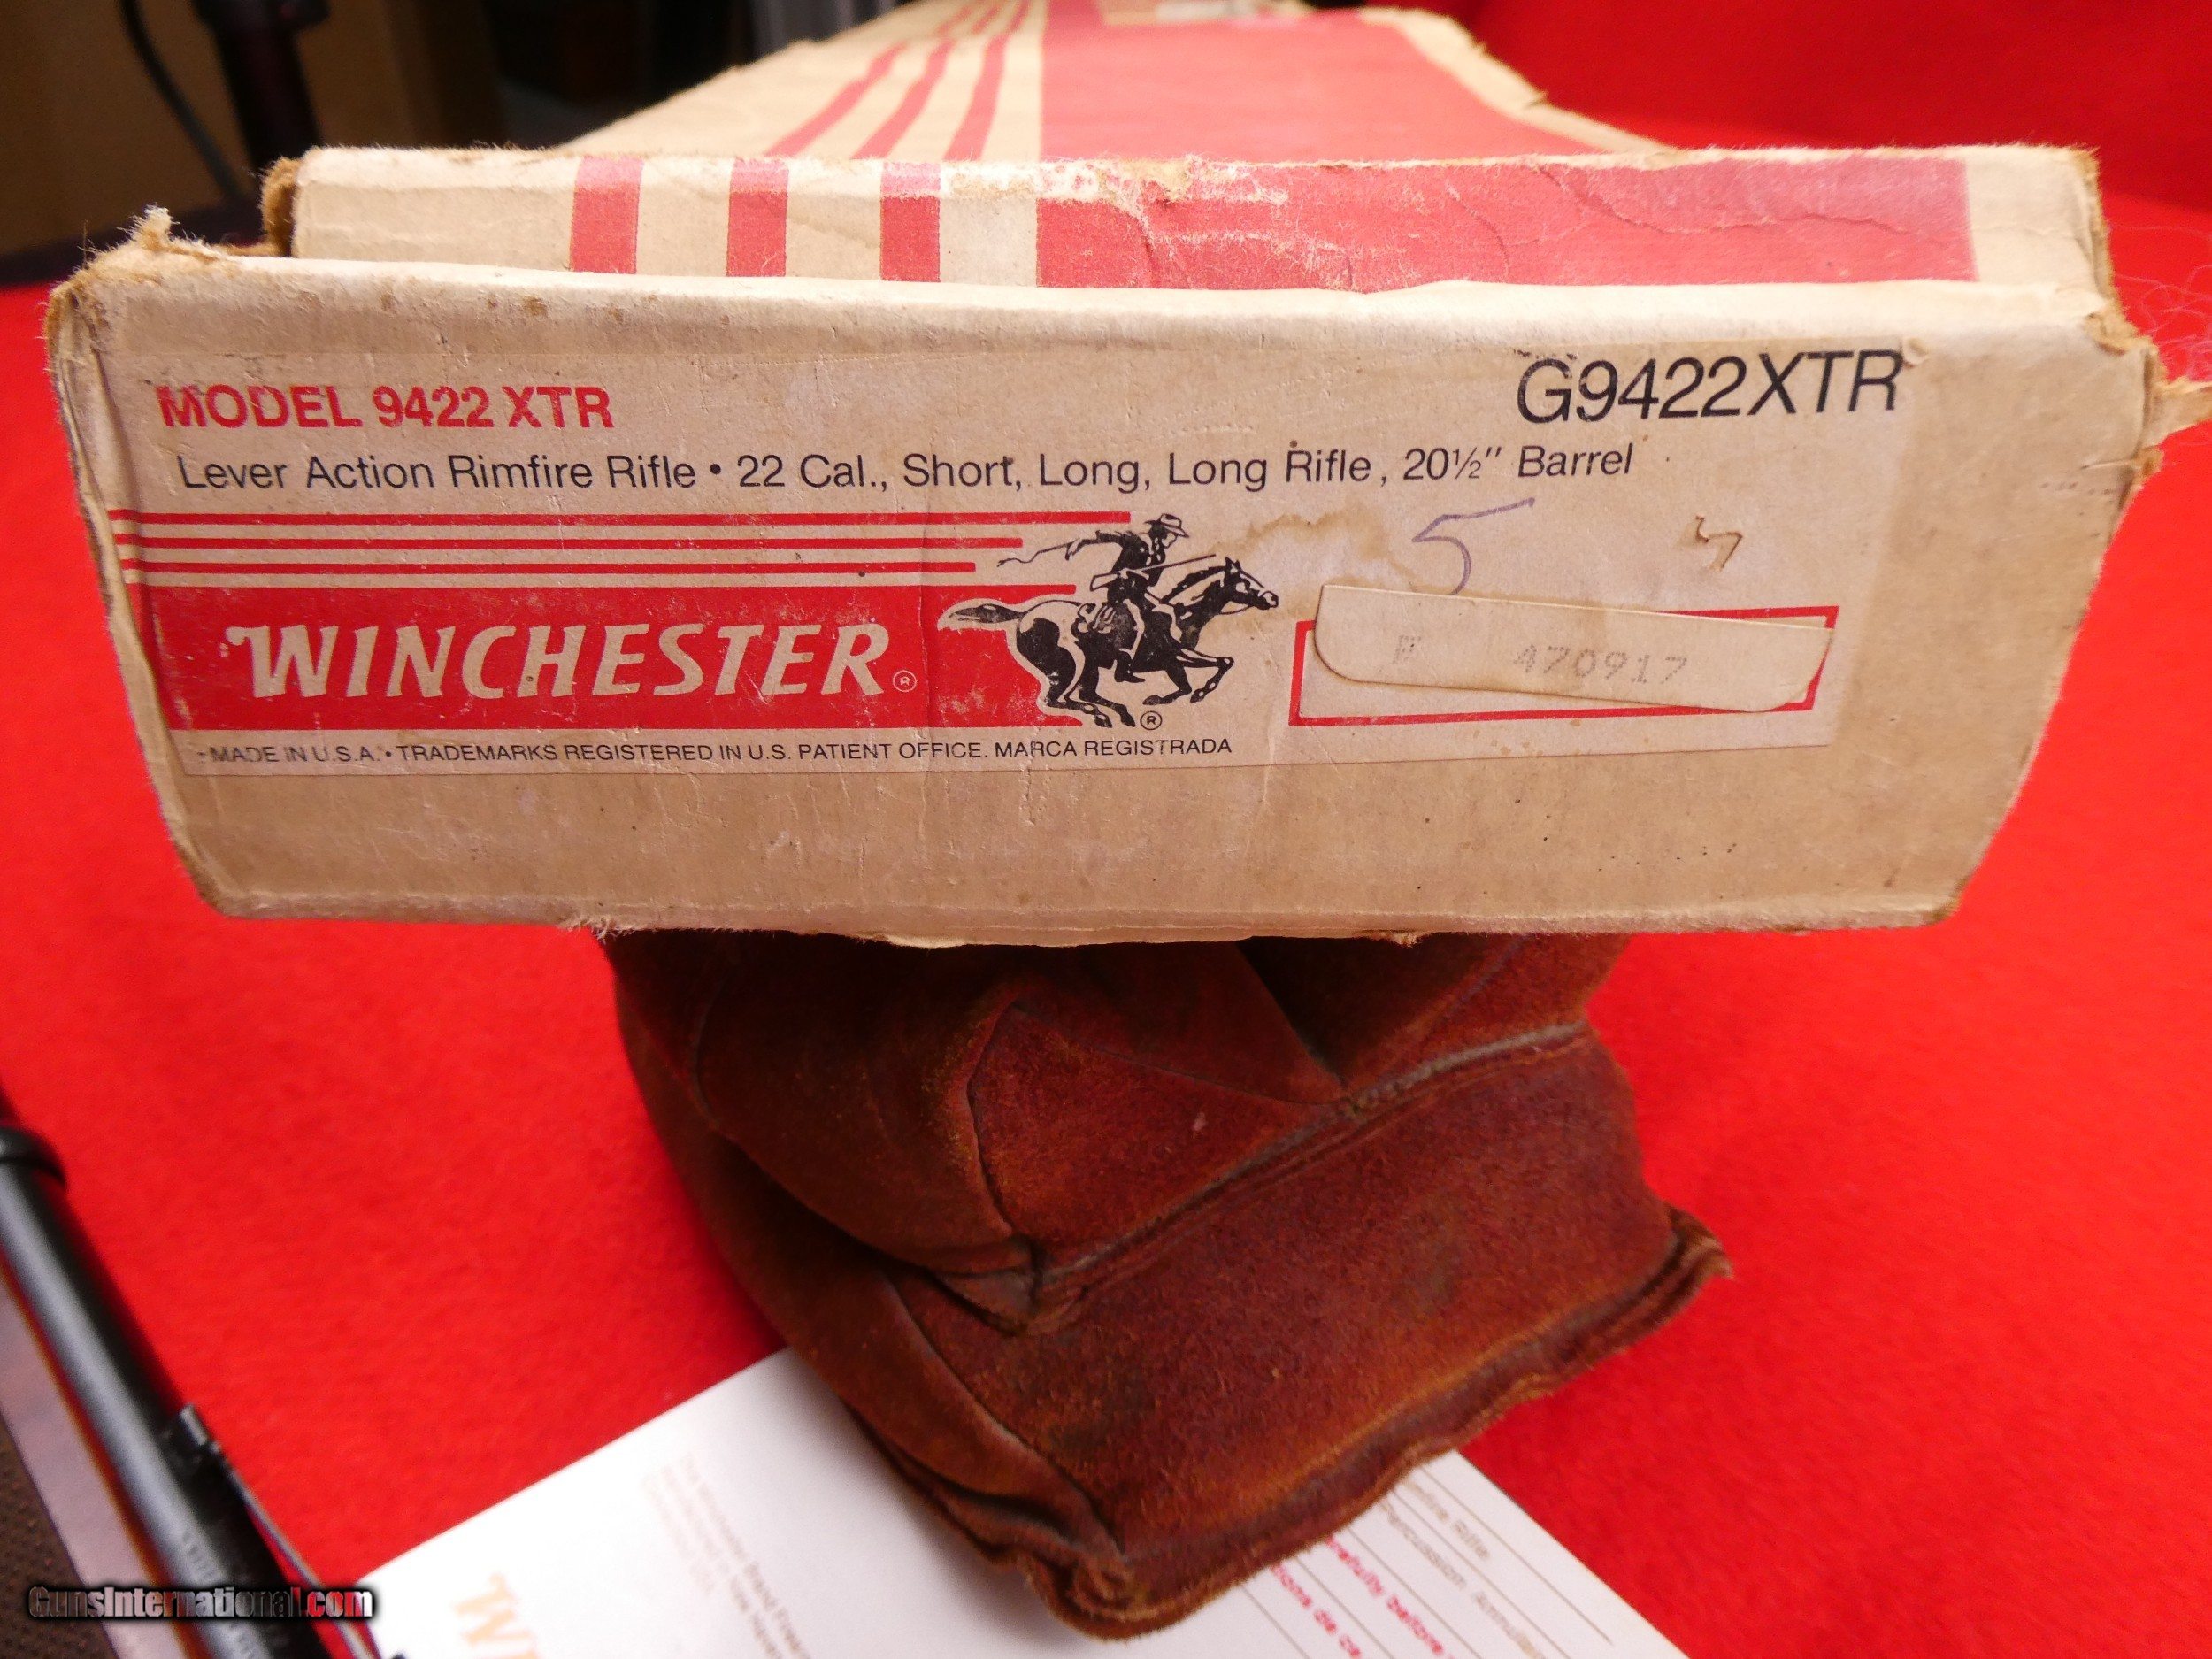 MODEL 9422 XTR
G9422XTR
Lever Action Rimfire Rifle • 22 Cal., Short, Long, Long Rifle, 20½" Barrel
5
WINCHESTER®
®
F 470917
- MADE IN U.S.A. • TRADEMARKS REGISTERED IN U.S. PATIENT OFFICE. MARCA REGISTRADA
GunsInternational.com